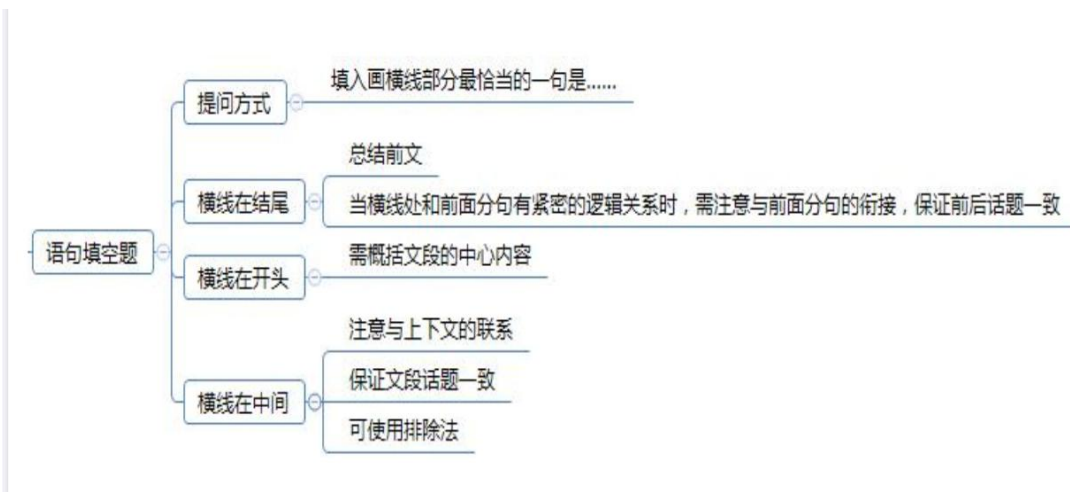 语句填空题
提问方式
填入画横线部分最恰当的一句是......
横线在结尾
总结前文
当横线处和前面分句有紧密的逻辑关系时，需注意与前面分句的衔接，保证前后话题一致
横线在开头
需概括文段的中心内容
横线在中间
注意与上下文的联系
保证文段话题一致
可使用排除法